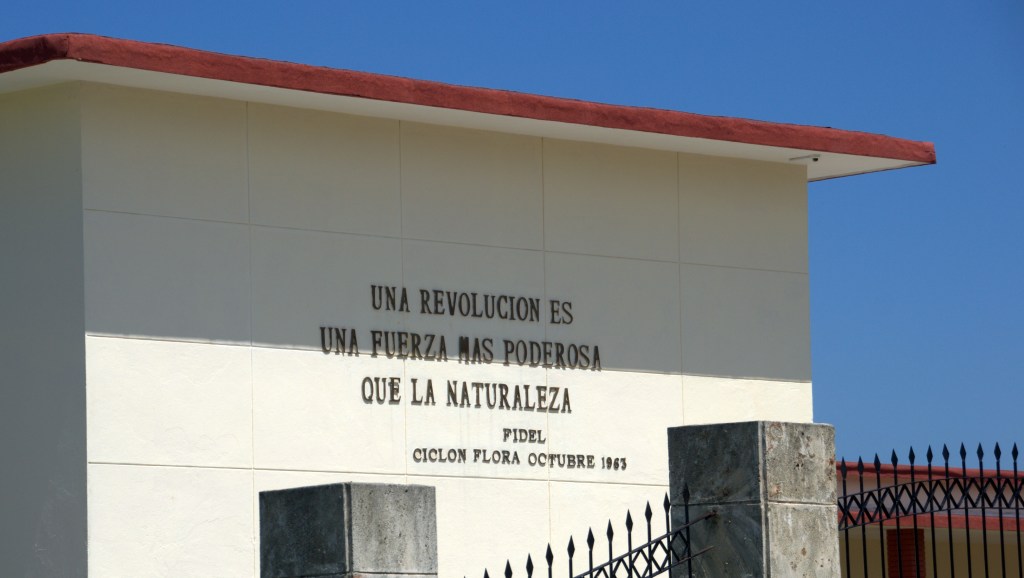 UNA REVOLUCION ES
UNA FUERZA MAS PODEROSA
QUE LA NATURALEZA
FIDEL
CICLON FLORA OCTUBRE 1963